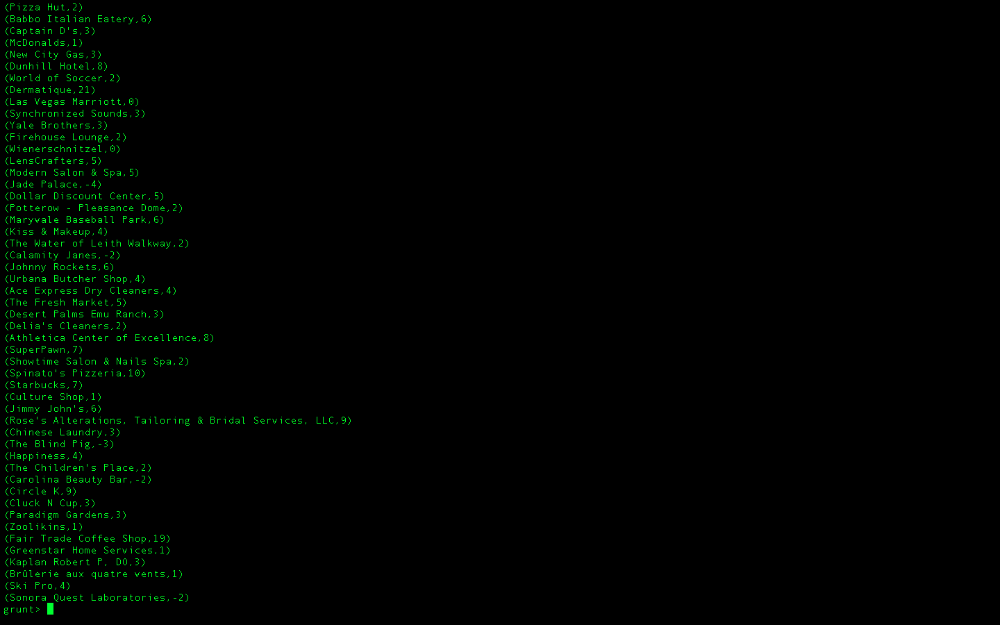 (Pizza Hut,2)
(Babbo Italian Eatery,6)
(Captain D's,3)
(McDonalds,1)
(New City Gas,3)
(Dunhill Hotel,8)
(World of Soccer,2)
(Dermatique,21)
(Las Vegas Marriott,0)
(Synchronized Sounds,3)
(Yale Brothers,3)
(Firehouse Lounge,2)
(Wienerschnitzel,0)
(LensCrafters,5)
(Modern Salon & Spa,5)
(Jade Palace,-4)
(Dollar Discount Center,5)
(Potterow - Pleasance Dome,2)
(Maryvale Baseball Park,6)
(Kiss & Makeup,4)
(The Water of Leith Walkway,2)
(Calamity Janes,-2)
(Johnny Rockets,6)
(Urbana Butcher Shop,4)
(Ace Express Dry Cleaners,4)
(The Fresh Market,5)
(Desert Palms Emu Ranch,3)
(Delia's Cleaners,2)
(Athletica Center of Excellence,8)
(SuperPawn,7)
(Showtime Salon & Nails Spa,2)
(Spinato's Pizzeria,10)
(Starbucks,7)
(Culture Shop,1)
(Jimmy John's,6)
(Rose's Alterations, Tailoring & Bridal Services, LLC,9)
(Chinese Laundry,3)
(The Blind Pig,-3)
(Happiness,4)
(The Children's Place,2)
(Carolina Beauty Bar,-2)
(Circle K,9)
(Cluck N Cup,3)
(Paradigm Gardens,3)
(Zoolikins,1)
(Fair Trade Coffee Shop,19)
(Greenstar Home Services,1)
(Kaplan Robert P, DO,3)
(Brûlerie aux quatre vents,1)
(Ski Pro,4)
(Sonora Quest Laboratories,-2)
grunt>